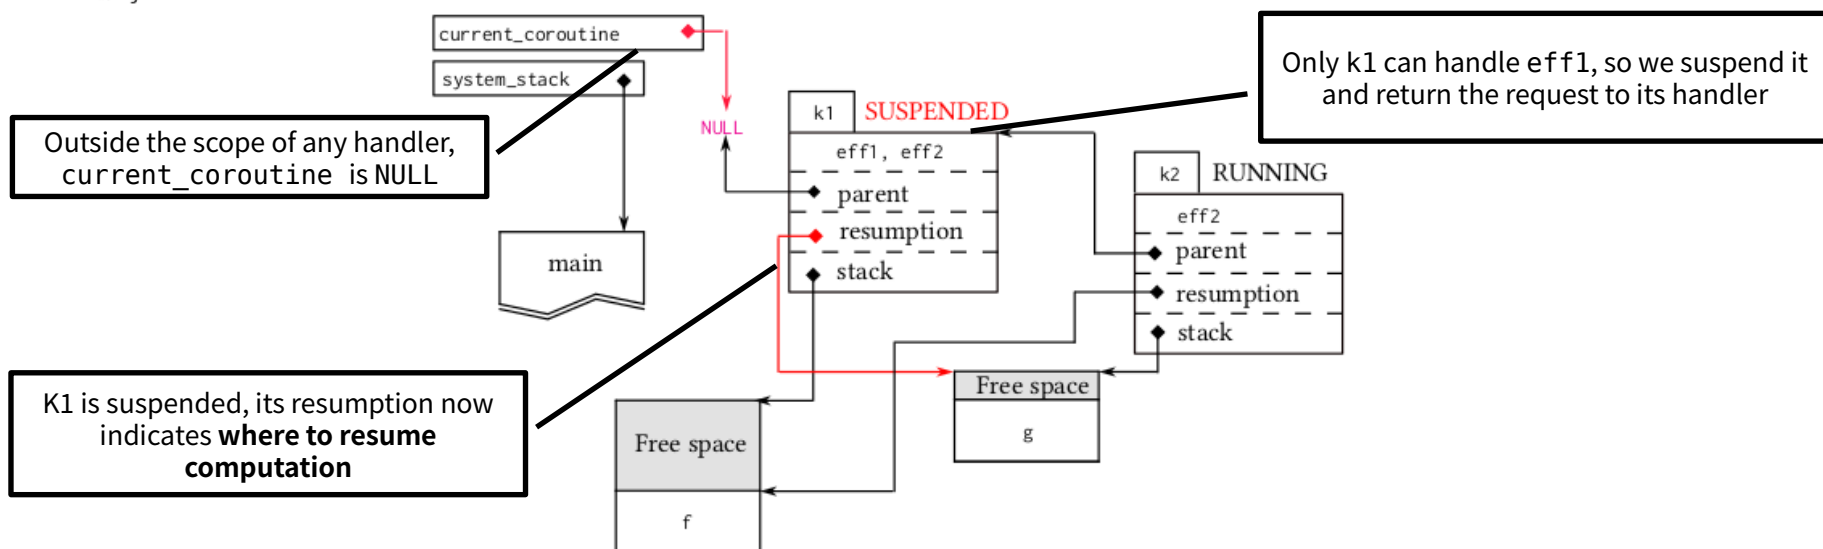 current_coroutine
system_stack
Only k1 can handle eff1, so we suspend it
and return the request to its handler
k1
SUSPENDED
NULL
Outside the scope of any handler,
current_coroutine is NULL
eff1, eff2
parent
resumption
stack
k2
RUNNING
eff2
parent
resumption
stack
main
K1 is suspended, its resumption now
indicates where to resume
computation
Free space
f
Free space
g